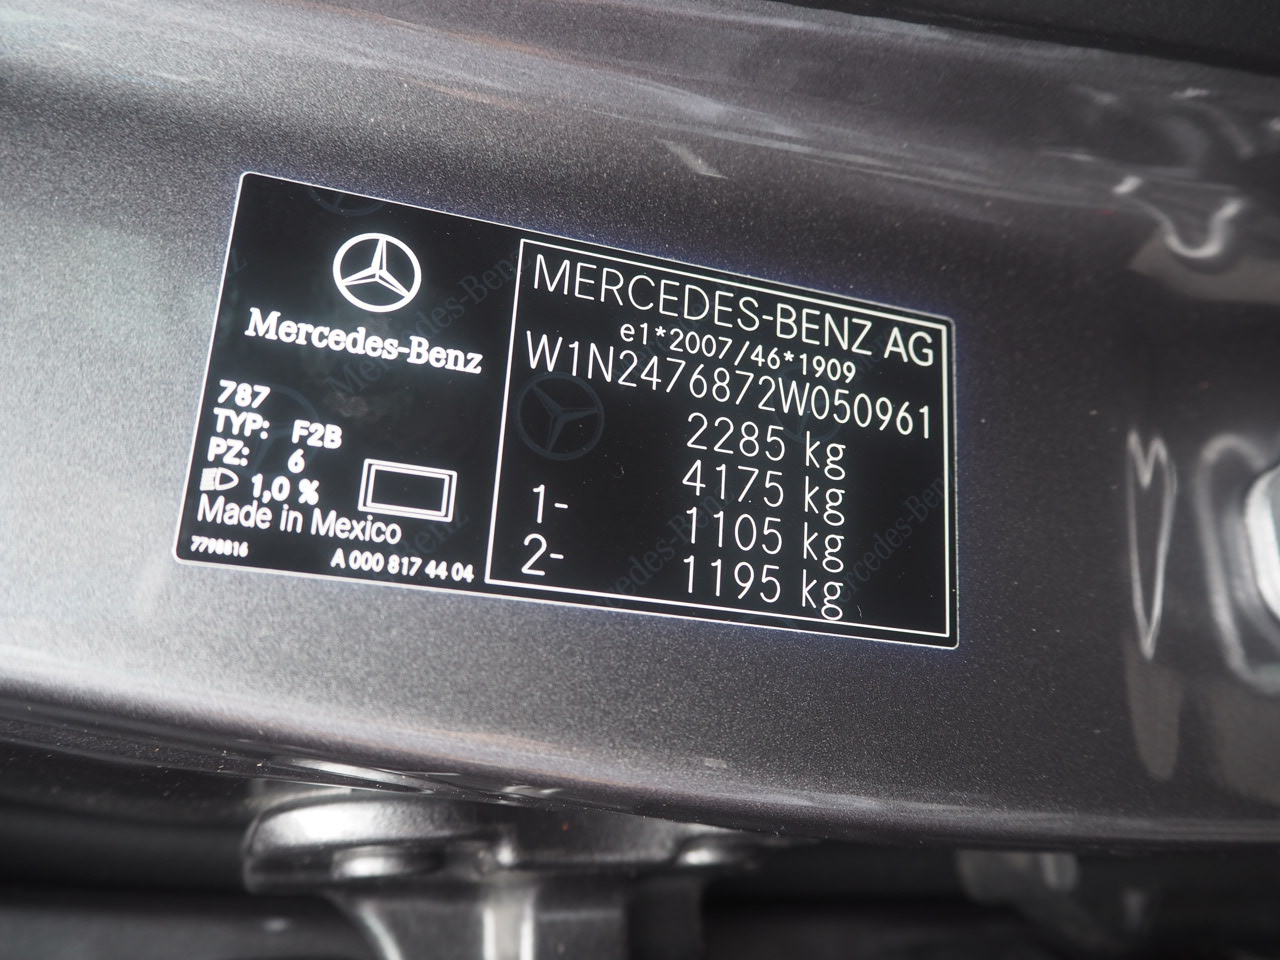 Mercedes-Benz
787
TYP: F2B
PZ: 6
1,0 %
Made in Mexico
7798816
A 000 817 44 04
MERCEDES-BENZ AG
e1*2007/46*1909
W1N2476872W050961
2285 kg
4175 kg
1- 1105 kg
2- 1195 kg